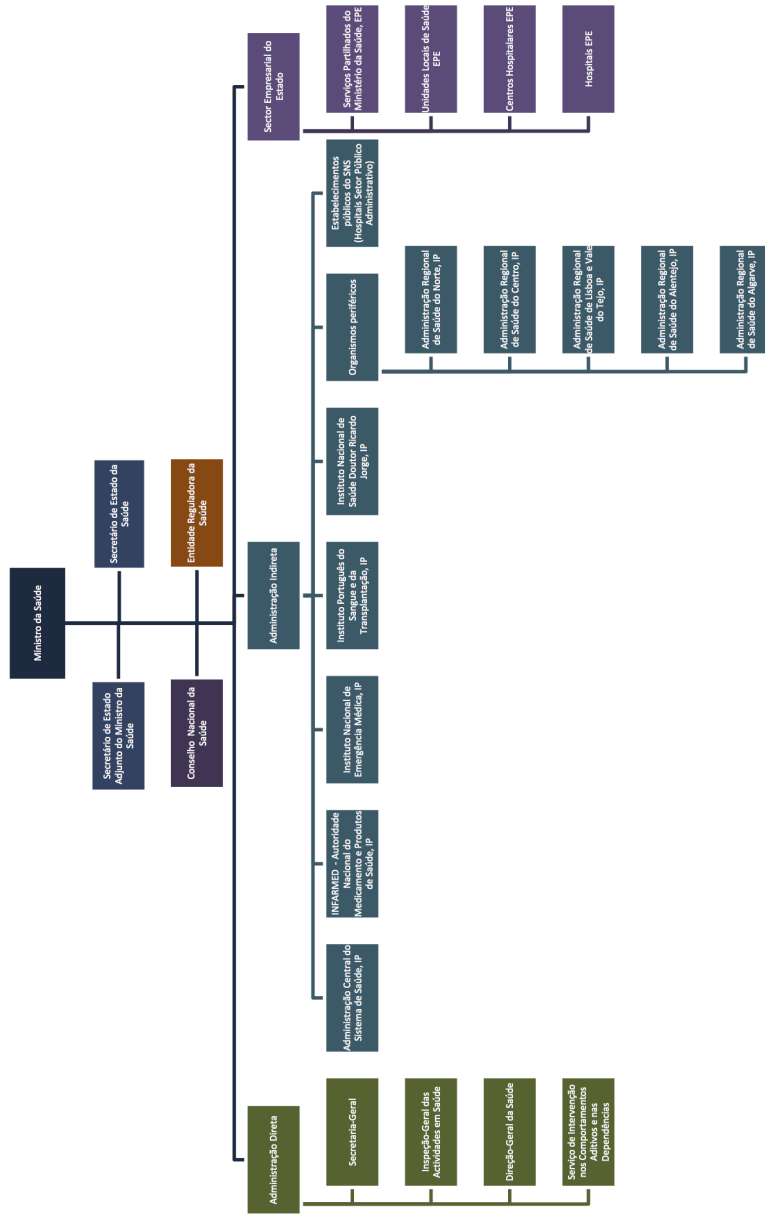 Ministro da Saúde
Secretário de Estado
Adjunto do Ministro da
Saúde
Secretário de Estado da
Saúde
Conselho Nacional da
Saúde
Entidade Reguladora da
Saúde
Administração Direta
Secretaria-Geral
Inspeção-Geral das
Actividades em Saúde
Direção-Geral da Saúde
Serviço de Intervenção
nos Comportamentos
Aditivos e nas
Dependências
Administração Indireta
Administração Central do
Sistema de Saúde, IP
INFARMED - Autoridade
Nacional do
Medicamento e Produtos
de Saúde, IP
Instituto Nacional de
Emergência Médica, IP
Instituto Português do
Sangue e da
Transplantação, IP
Instituto Nacional de
Saúde Doutor Ricardo
Jorge, IP
Organismos periféricos
Administração Regional
de Saúde do Norte, IP
Administração Regional
de Saúde do Centro, IP
Administração Regional
de Saúde de Lisboa e Vale
do Tejo, IP
Administração Regional
de Saúde do Alentejo, IP
Administração Regional
de Saúde do Algarve, IP
Estabelecimentos
públicos do SNS
(Hospitais Setor Público
Administrativo)
Sector Empresarial do
Estado
Serviços Partilhados do
Ministério da Saúde, EPE
Unidades Locais de Saúde
EPE
Centros Hospitalares EPE
Hospitais EPE